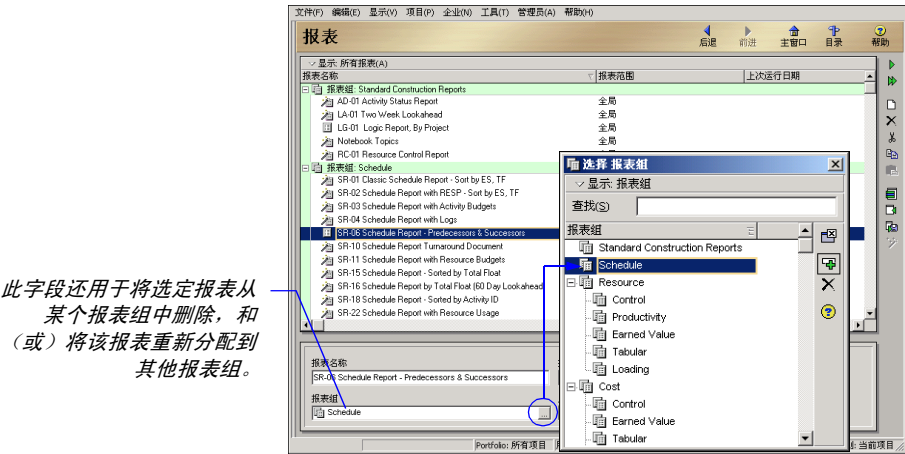 文件(F) 编辑(E) 显示(V) 项目(P) 企业(N) 工具(T) 管理员(A) 帮助(H)
报表
后退 前进 主窗口 目录 帮助
显示: 所有报表(A)
报表名称 报表范围 上次运行日期
报表组: Standard Construction Reports
AD-01 Activity Status Report 全局
LA-01 Two Week Lookahead 全局
LG-01 Logic Report, By Project 全局
Notebook Topics 全局
RC-01 Resource Control Report
报表组: Schedule
SR-01 Classic Schedule Report - Sort by ES, TF
SR-02 Schedule Report with RESP - Sort by ES, TF
SR-03 Schedule Report with Activity Budgets
SR-04 Schedule Report with Logs
SR-06 Schedule Report - Predecessors & Successors
SR-10 Schedule Report Turnaround Document
SR-11 Schedule Report with Resource Budgets
SR-15 Schedule Report - Sorted by Total Float
SR-16 Schedule Report by Total Float (60 Day Lookahead
SR-18 Schedule Report - Sorted by Activity ID
SR-22 Schedule Report with Resource Usage
报表名称
SR-06 Schedule Report - Predecessors & Successors
报表组
Schedule
...
Portfolio: 所有项目
当前项目
选择 报表组
显示: 报表组
查找(S)
报表组
Standard Construction Reports
Schedule
Resource
Control
Productivity
Earned Value
Tabular
Loading
Cost
Control
Earned Value
Tabular
此字段还用于将选定报表从
某个报表组中删除，和
（或）将该报表重新分配到
其他报表组。